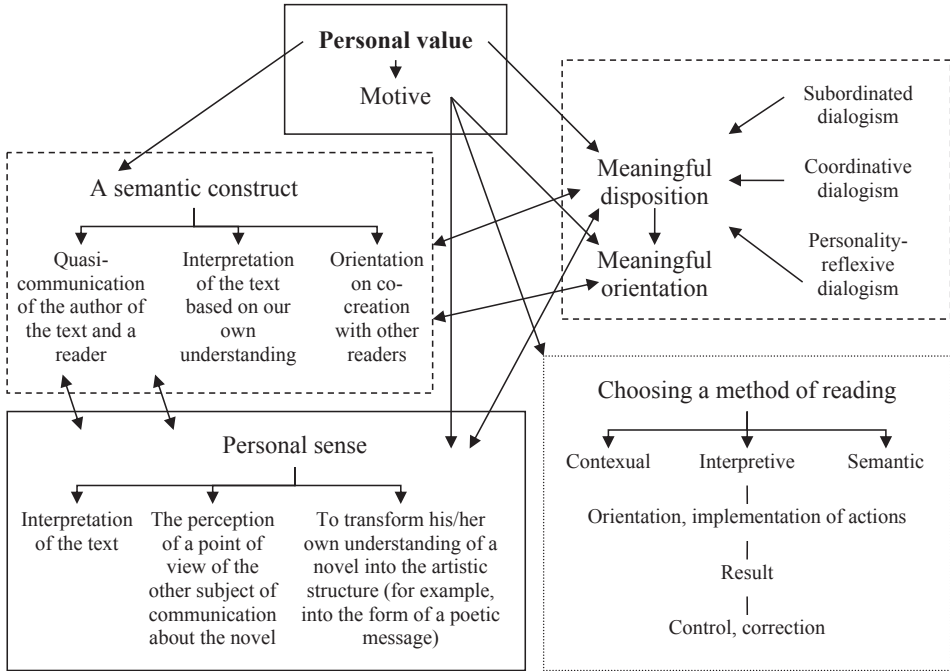 Personal value
Motive
Subordinated
dialogism
Meaningful
disposition
Coordinative
dialogism
Meaningful
orientation
Personality-
reflexive
dialogism
A semantic construct
Quasi-
communication
of the author of
the text and a
reader
Interpretation
of the text
based on our
own
understanding
Orientation
on co-
creation
with other
readers
Personal sense
Interpretation
of the text
The perception
of a point of
view of the
other subject of
communication
about the novel
To transform his/her
own understanding of a
novel into the artistic
structure (for example,
into the form of a poetic
message)
Choosing a method of reading
Contexual
Interpretive
Semantic
Orientation, implementation of actions
Result
Control, correction